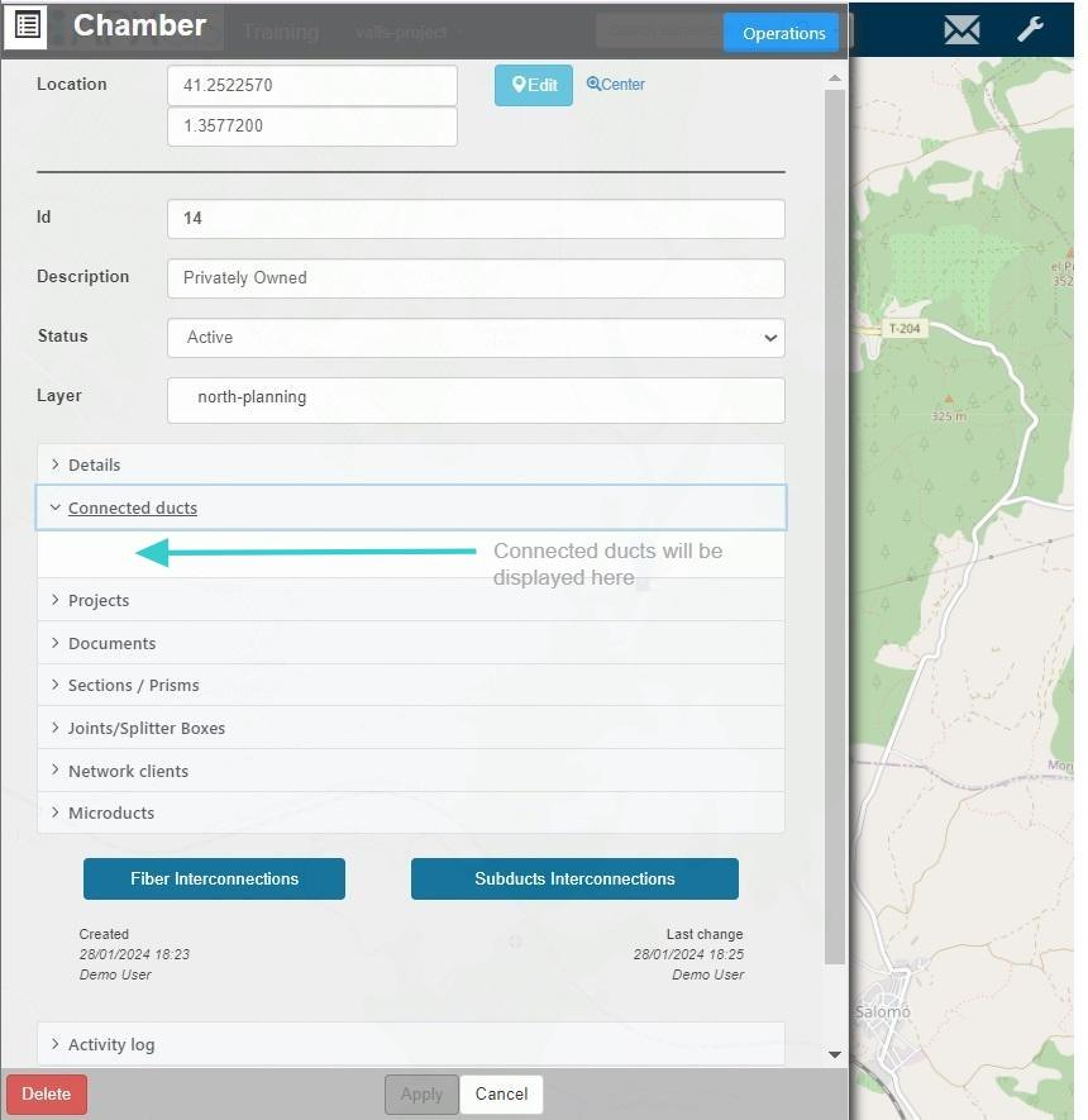 Chamber
Training
valls-project
Operations
Location
41.2522570
Edit
Center
1.3577200
Id
14
Description
Privately Owned
Status
Active
Layer
north-planning
Details
Connected ducts
Connected ducts will be
displayed here
Projects
Documents
Sections / Prisms
Joints/Splitter Boxes
Network clients
Microducts
Fiber Interconnections
Subducts Interconnections
Created
28/01/2024 18:23
Demo User
Last change
28/01/2024 18:25
Demo User
Activity log
Delete
Apply
Cancel
T-204
325 m
352
Salomó